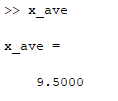 >> x_ave
x_ave =
9.5000